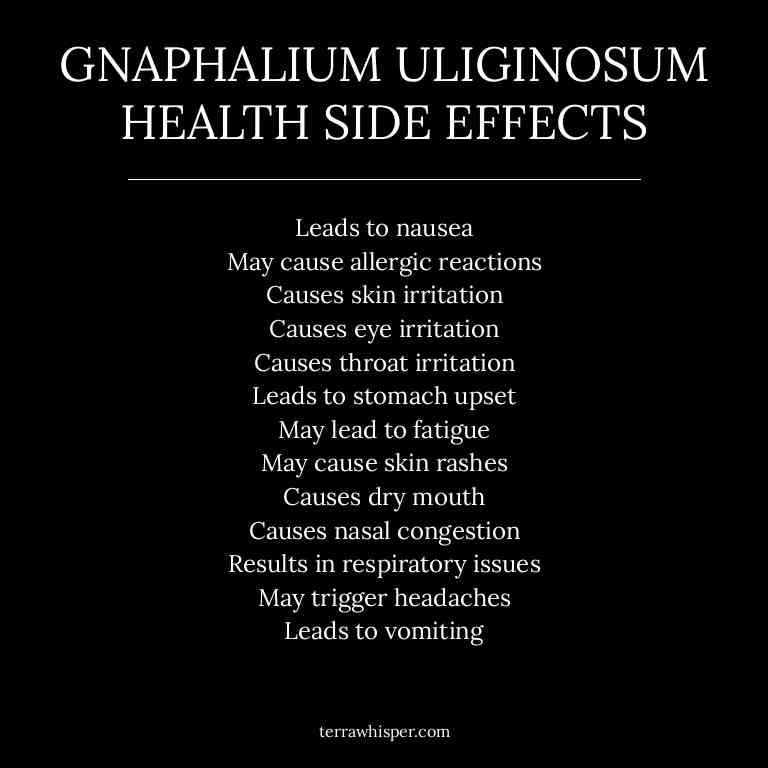 GNAPHALIUM ULIGINOSUM
HEALTH SIDE EFFECTS
Leads to nausea
May cause allergic reactions
Causes skin irritation
Causes eye irritation
Causes throat irritation
Leads to stomach upset
May lead to fatigue
May cause skin rashes
Causes dry mouth
Causes nasal congestion
Results in respiratory issues
May trigger headaches
Leads to vomiting
terrawhisper.com